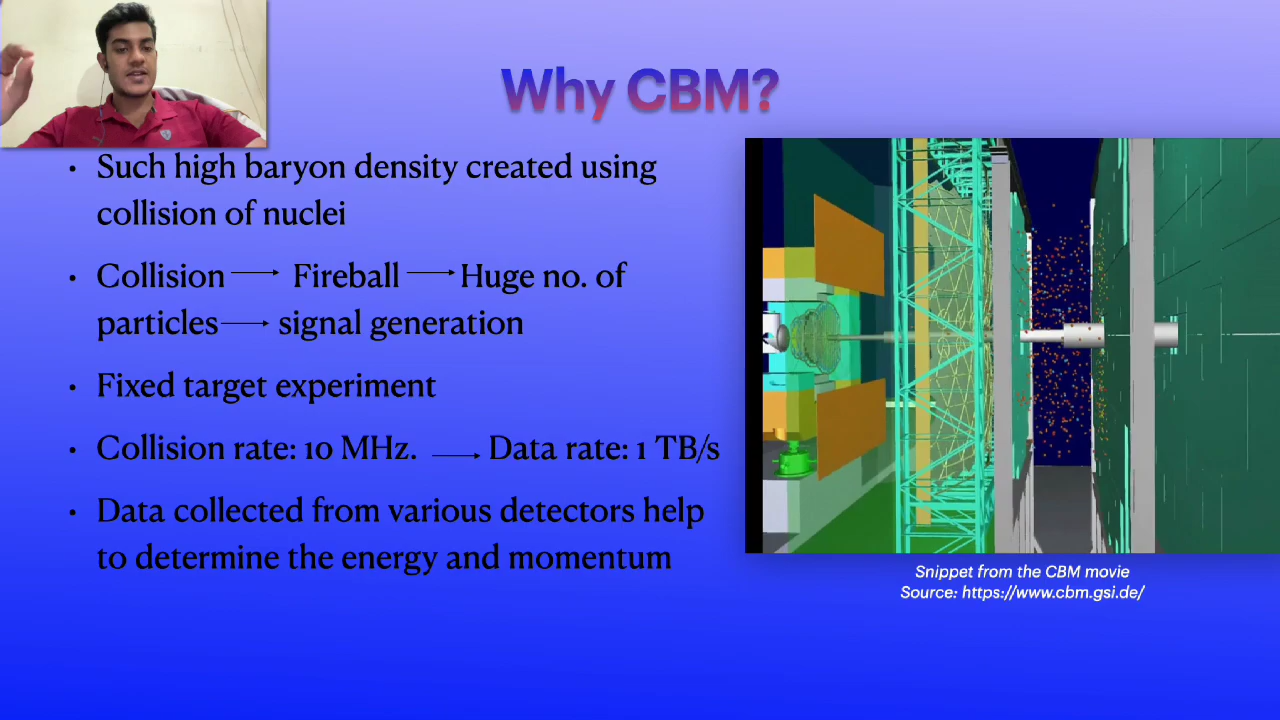 Why CBM?
• Such high baryon density created using
collision of nuclei
• Collision → Fireball → Huge no. of
particles → signal generation
• Fixed target experiment
• Collision rate: 10 MHz. → Data rate: 1 TB/s
• Data collected from various detectors help
to determine the energy and momentum
Snippet from the CBM movie
Source: https://www.cbm.gsi.de/